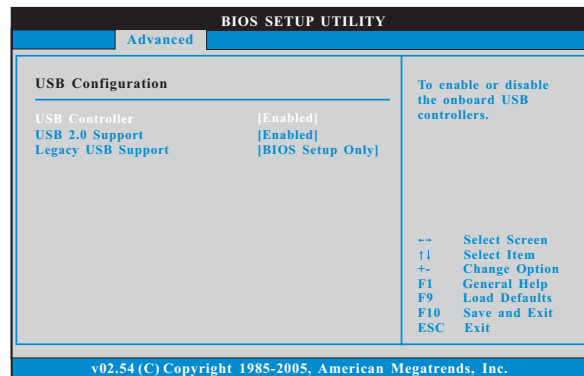 BIOS SETUP UTILITY
Advanced
USB Configuration
USB Controller [Enabled]
USB 2.0 Support [Enabled]
Legacy USB Support [BIOS Setup Only]
To enable or disable
the onboard USB
controllers.
←→ Select Screen
↑↓ Select Item
+- Change Option
F1 General Help
F9 Load Defaults
F10 Save and Exit
ESC Exit
v02.54 (C) Copyright 1985-2005, American Megatrends, Inc.